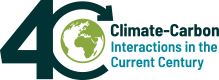 4C
Climate-Carbon
Interactions in the
Current Century